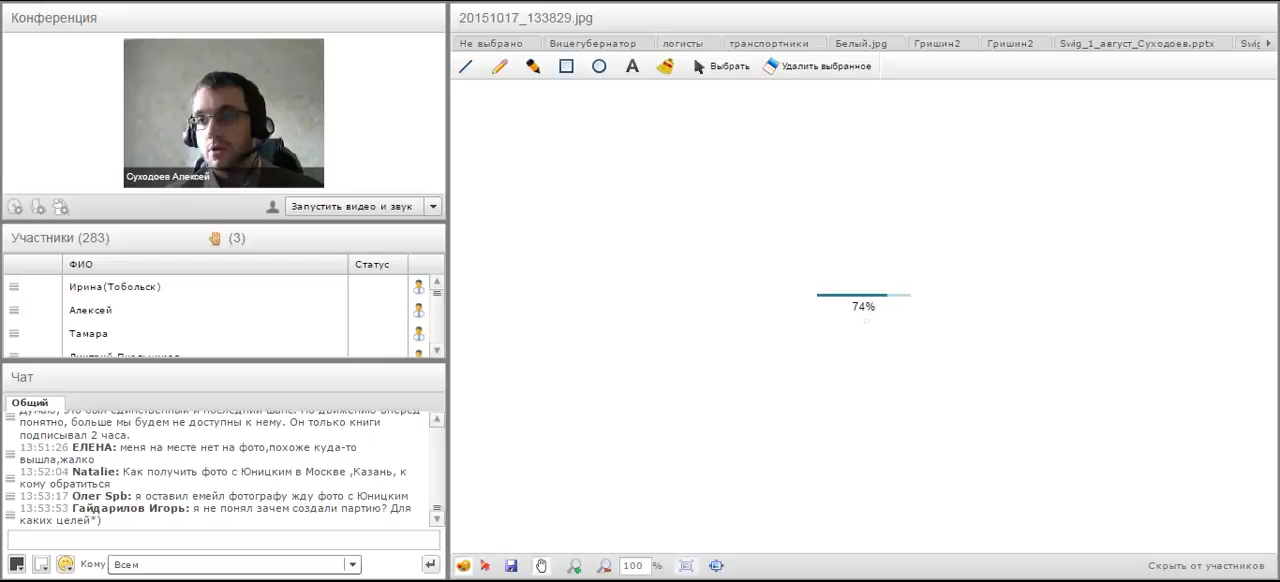 Конференция
Суходоев Алексей
Запустить видео и звук
Участники (283)
(3)
ФИО
Статус
Ирина(Тобольск)
Алексей
Тамара
Чат
Общий
понятно, больше мы будем не доступны к нему. Он только книги
подписывал 2 часа.
13:51:26 ЕЛЕНА: меня на месте нет на фото,похоже куда-то
вышла,жалко
13:52:04 Natalie: Как получить фото с Юницким в Москве ,Казань, к
кому обратиться
13:53:17 Олег Spb: я оставил емейл фотографу жду фото с Юницким
13:53:53 Гайдарилов Игорь: я не понял зачем создали партию? Для
каких целей*)
Кому
Всем
20151017_133829.jpg
Не выбрано
Вицегубернатор
логисты
транспортники
Белый.jpg
Гришин2
Гришин2
Swig_1_август_Суходоев.pptx
Swig
A
Выбрать
Удалить выбранное
74%
100 %
Скрыть от участников